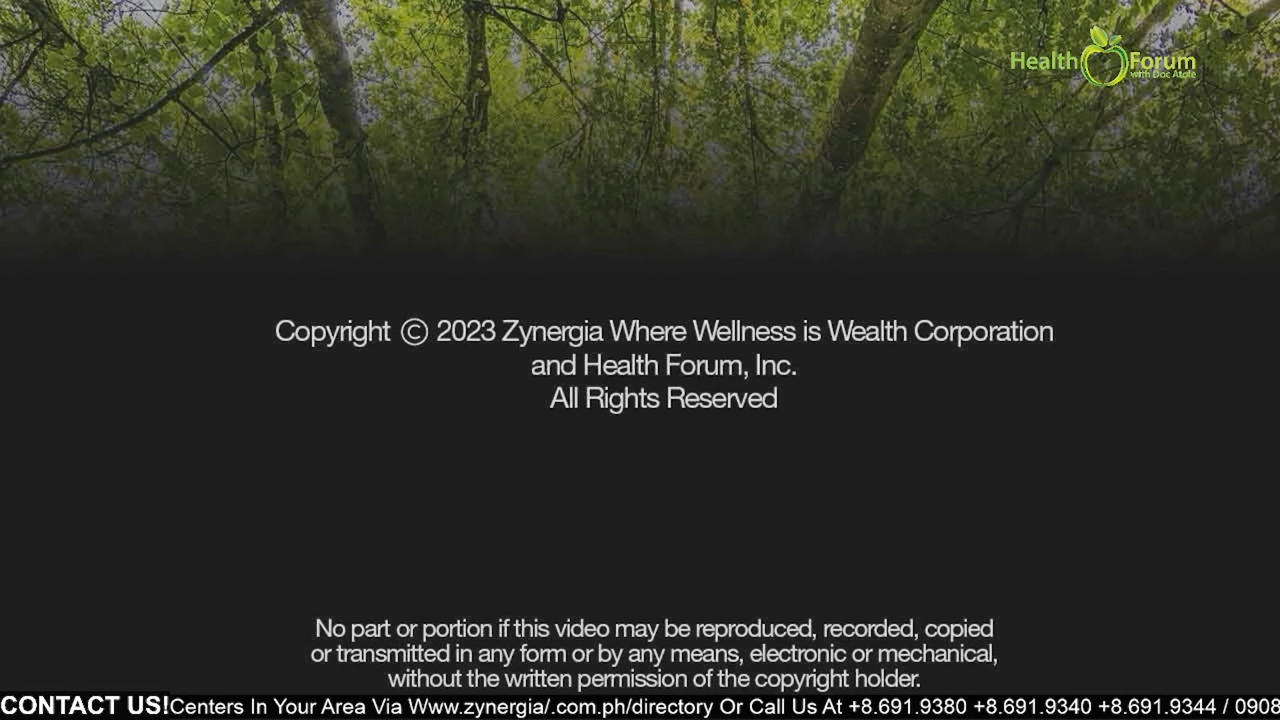 Health Forum
with Doc Atole
Copyright © 2023 Zynergia Where Wellness is Wealth Corporation
and Health Forum, Inc.
All Rights Reserved
No part or portion if this video may be reproduced, recorded, copied
or transmitted in any form or by any means, electronic or mechanical,
without the written permission of the copyright holder.
CONTACT US! Centers In Your Area Via Www.zynergia/.com.ph/directory Or Call Us At +8.691.9380 +8.691.9340 +8.691.9344 / 0908